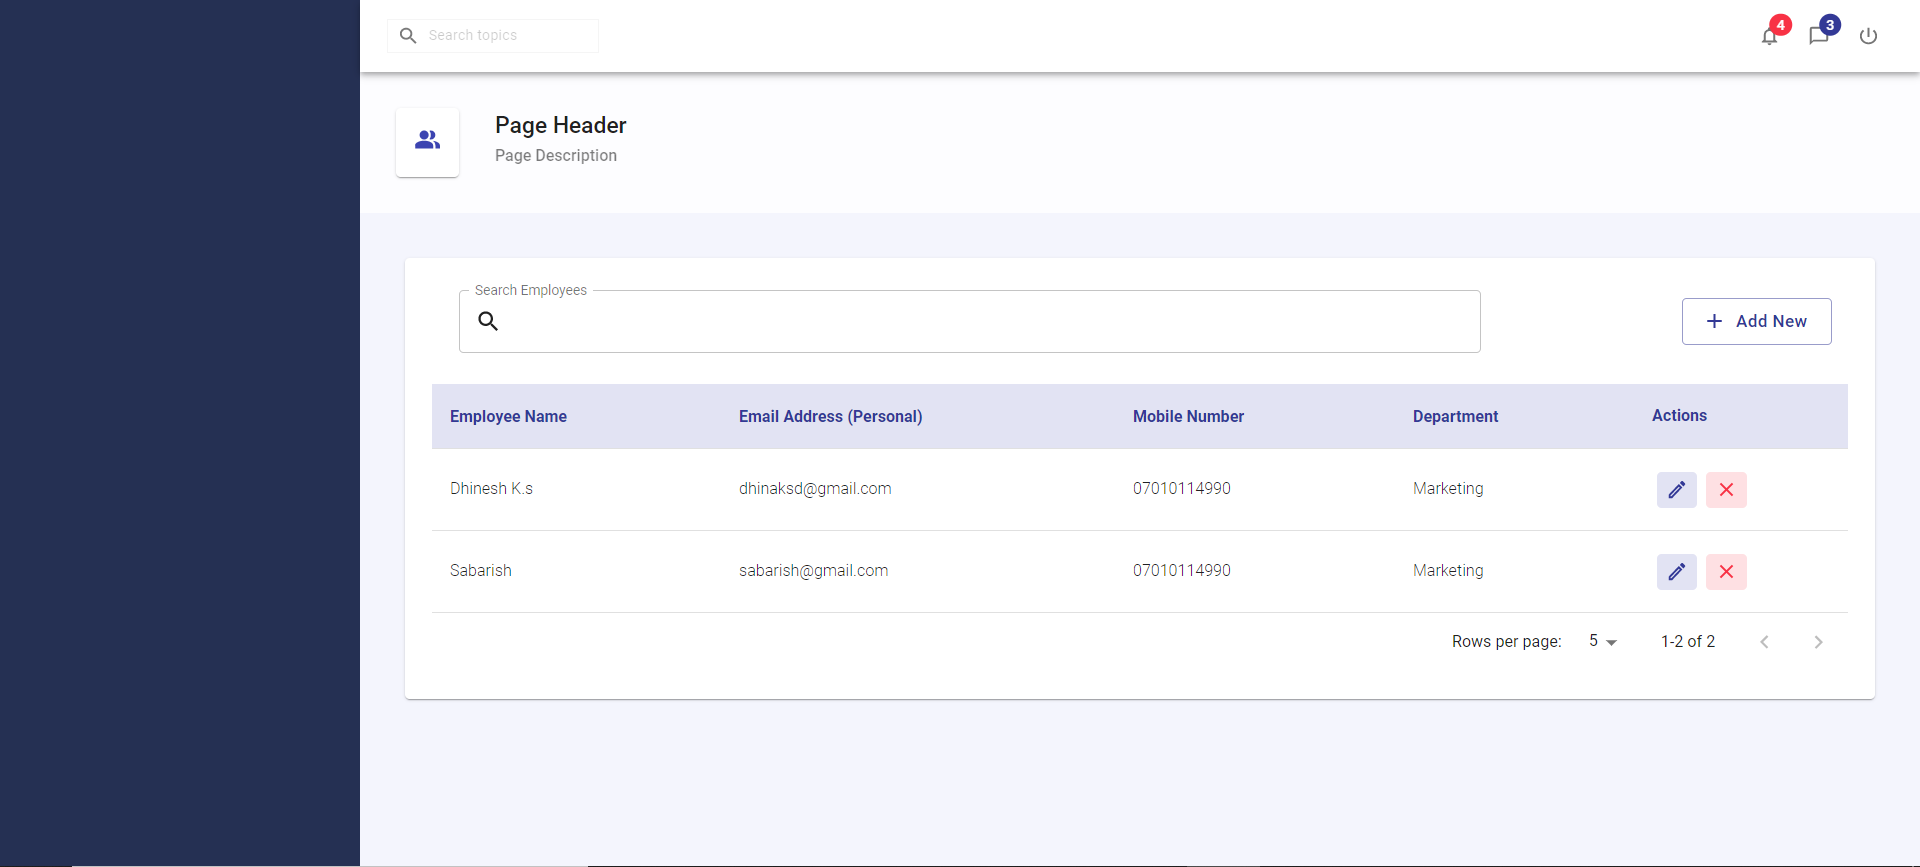 Search topics
4
3
Page Header
Page Description
Search Employees
Add New
Employee Name Email Address (Personal) Mobile Number Department Actions
Dhinesh K.s dhinaksd@gmail.com 07010114990 Marketing
Sabarish sabarish@gmail.com 07010114990 Marketing
Rows per page: 5 1-2 of 2